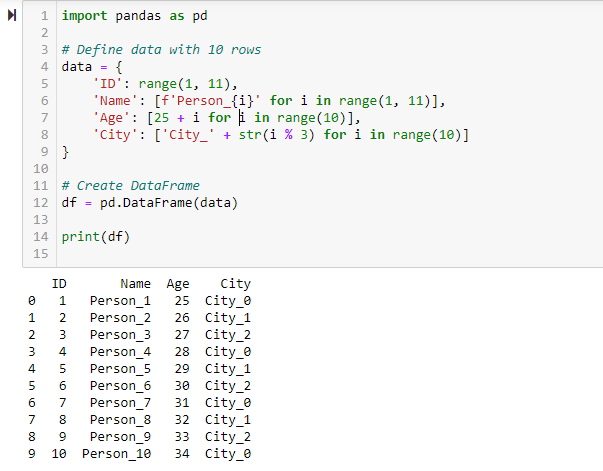 1 import pandas as pd
2
3 # Define data with 10 rows
4 data = {
5     'ID': range(1, 11),
6     'Name': [f'Person_{i}' for i in range(1, 11)],
7     'Age': [25 + i for i in range(10)],
8     'City': ['City_' + str(i % 3) for i in range(10)]
9 }
10
11 # Create DataFrame
12 df = pd.DataFrame(data)
13
14 print(df)
15
   ID       Name  Age    City
0   1   Person_1   25  City_0
1   2   Person_2   26  City_1
2   3   Person_3   27  City_2
3   4   Person_4   28  City_0
4   5   Person_5   29  City_1
5   6   Person_6   30  City_2
6   7   Person_7   31  City_0
7   8   Person_8   32  City_1
8   9   Person_9   33  City_2
9  10  Person_10   34  City_0